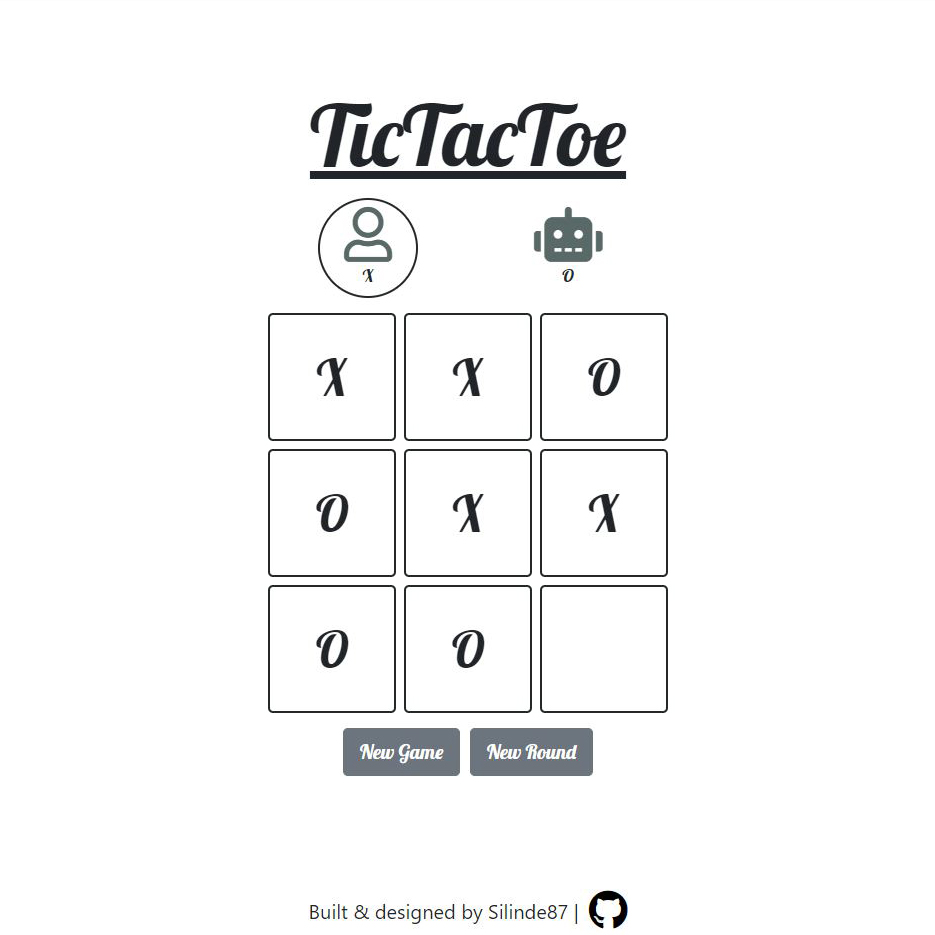 TicTacToe
X O
X X O
O X X
O O
New Game New Round
Built & designed by Silinde87 |